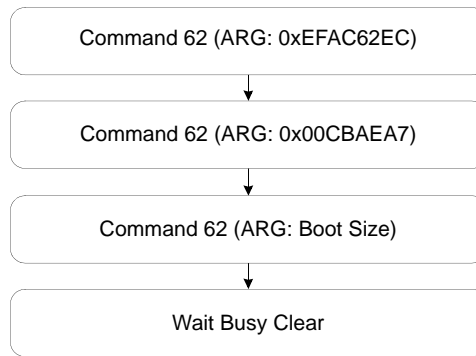 Command 62 (ARG: 0xEFAC62EC)
Command 62 (ARG: 0x00CBAEA7)
Command 62 (ARG: Boot Size)
Wait Busy Clear